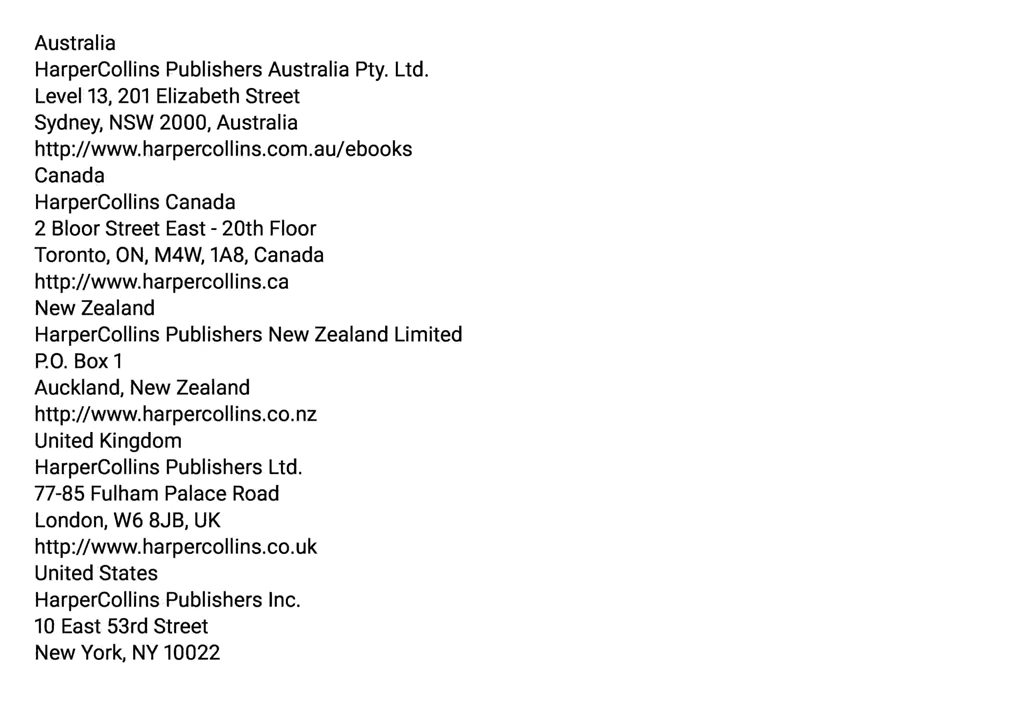 Australia
HarperCollins Publishers Australia Pty. Ltd.
Level 13, 201 Elizabeth Street
Sydney, NSW 2000, Australia
http://www.harpercollins.com.au/ebooks
Canada
HarperCollins Canada
2 Bloor Street East - 20th Floor
Toronto, ON, M4W, 1A8, Canada
http://www.harpercollins.ca
New Zealand
HarperCollins Publishers New Zealand Limited
P.O. Box 1
Auckland, New Zealand
http://www.harpercollins.co.nz
United Kingdom
HarperCollins Publishers Ltd.
77-85 Fulham Palace Road
London, W6 8JB, UK
http://www.harpercollins.co.uk
United States
HarperCollins Publishers Inc.
10 East 53rd Street
New York, NY 10022